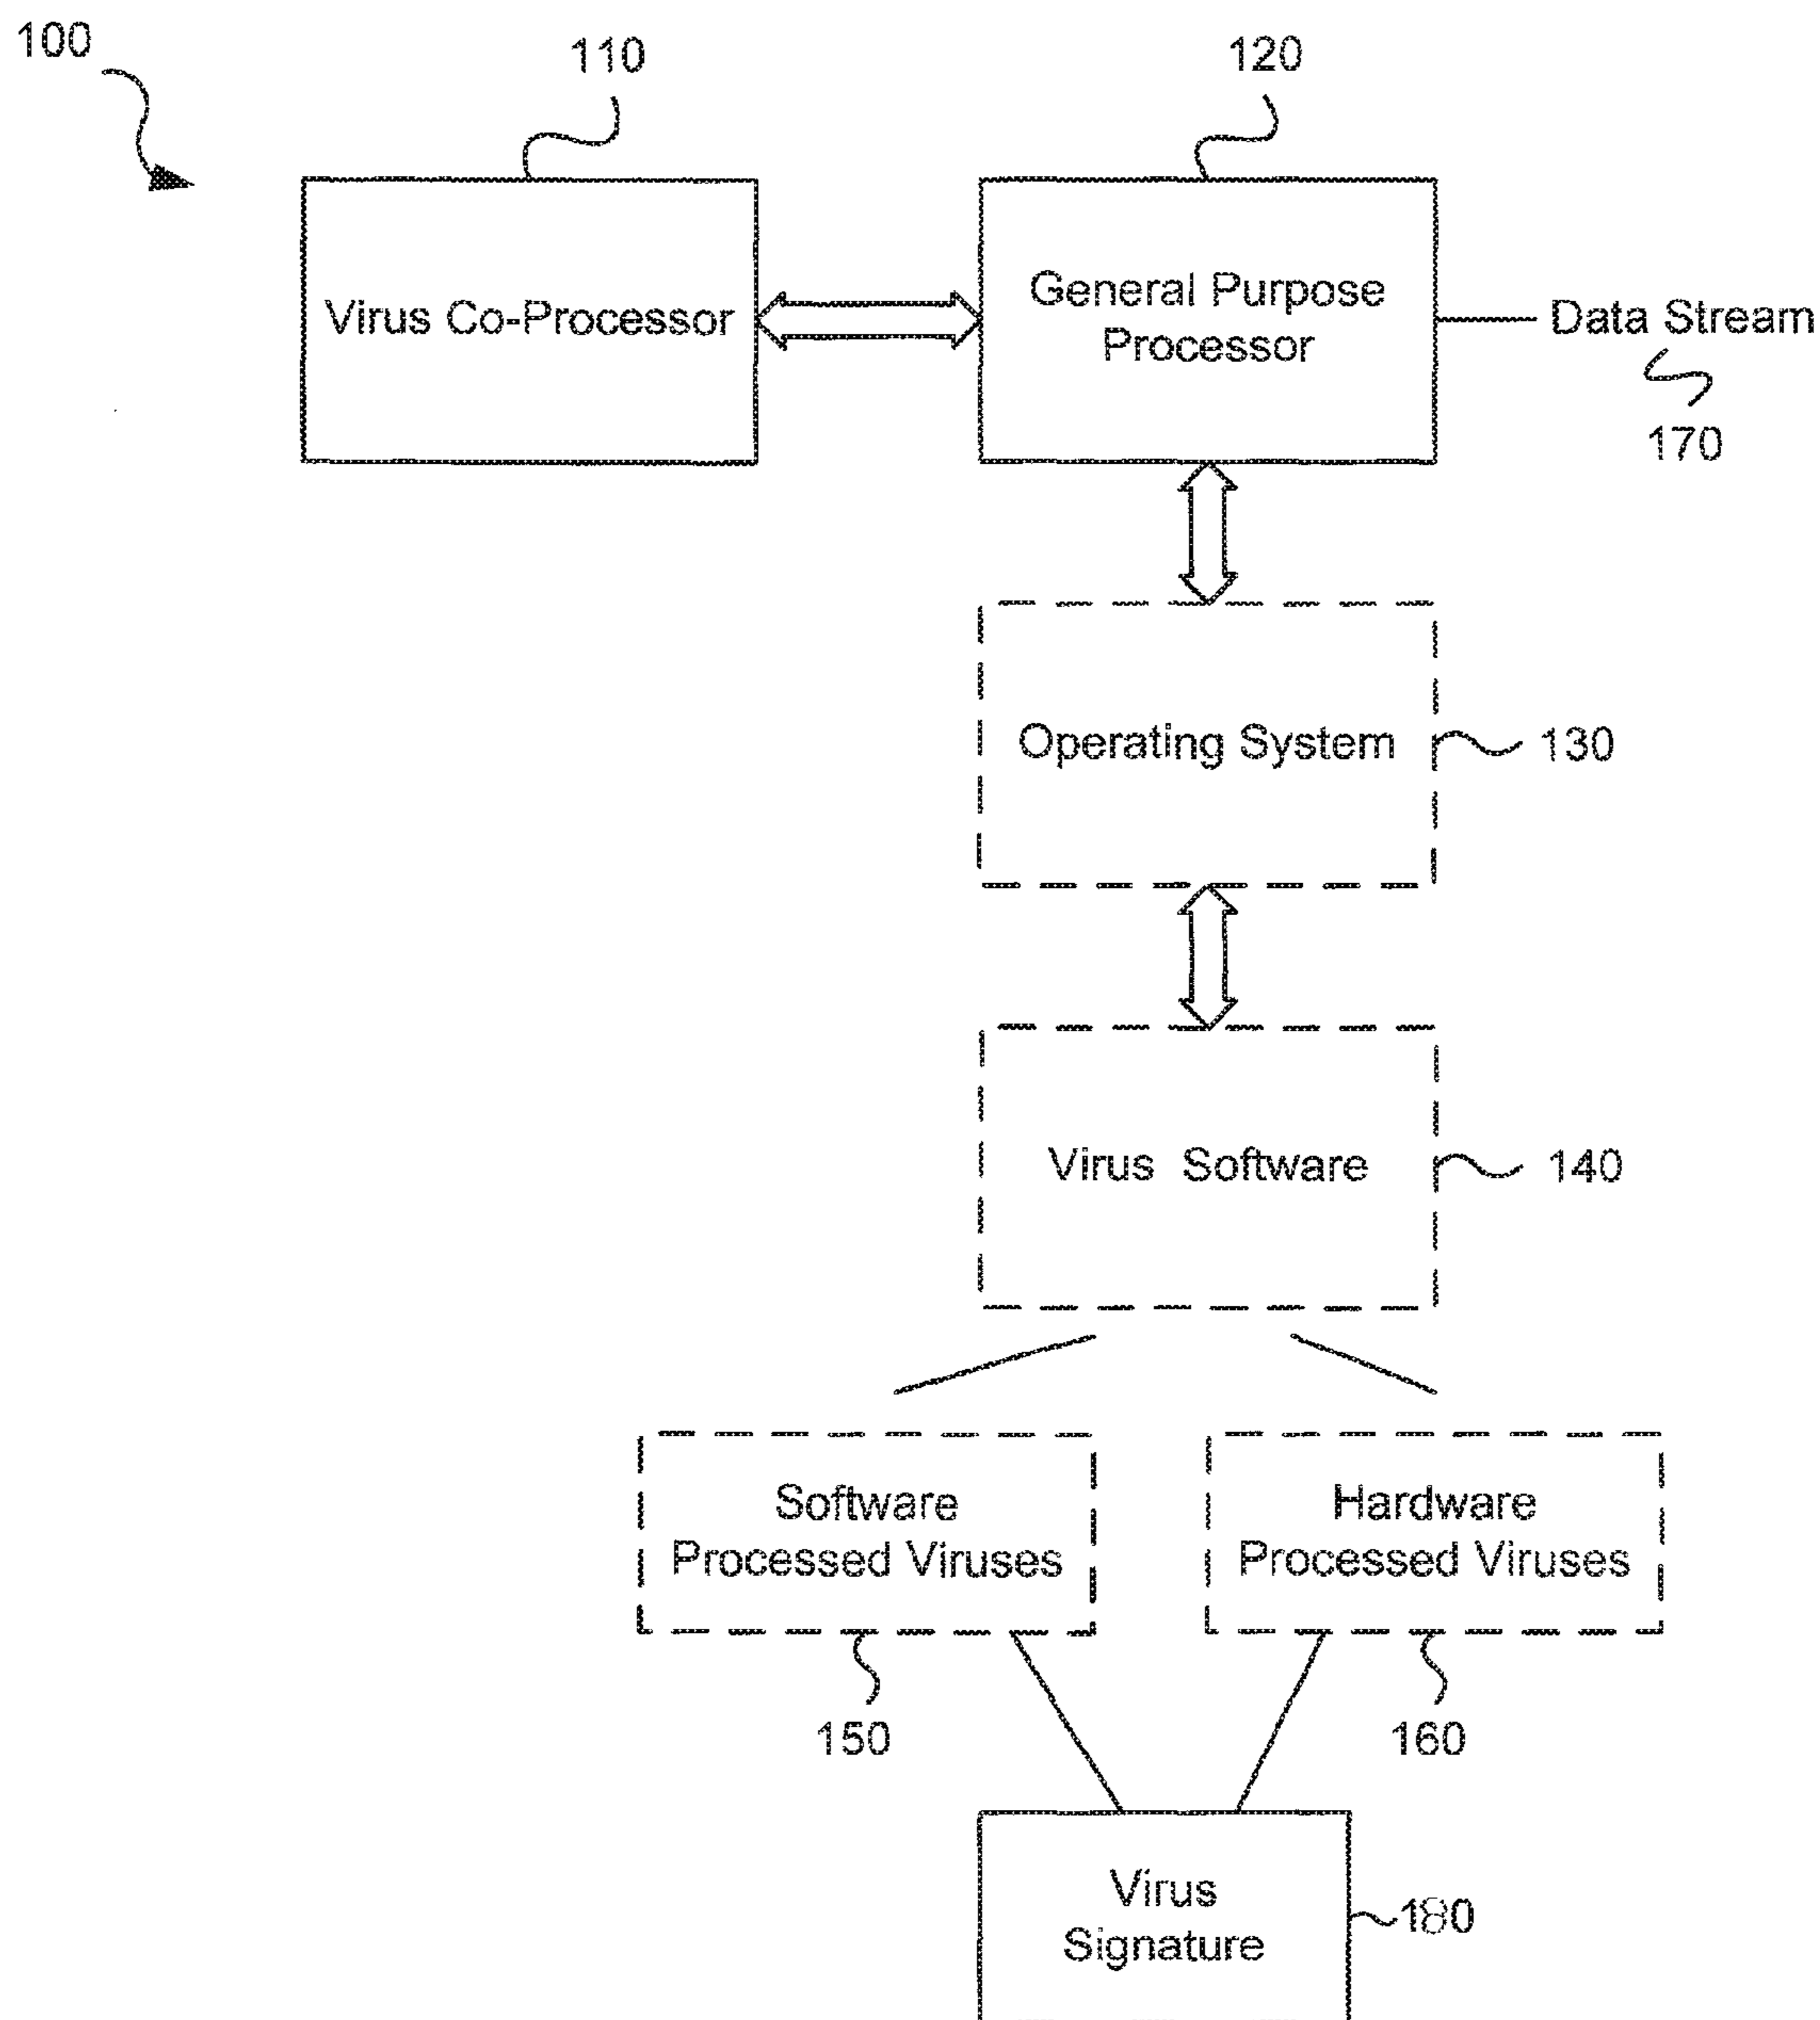 100
110
120
Virus Co-Processor
General Purpose
Processor
Data Stream
170
Operating System
130
Virus Software
140
Software
Processed Viruses
Hardware
Processed Viruses
150
160
Virus
Signature
180